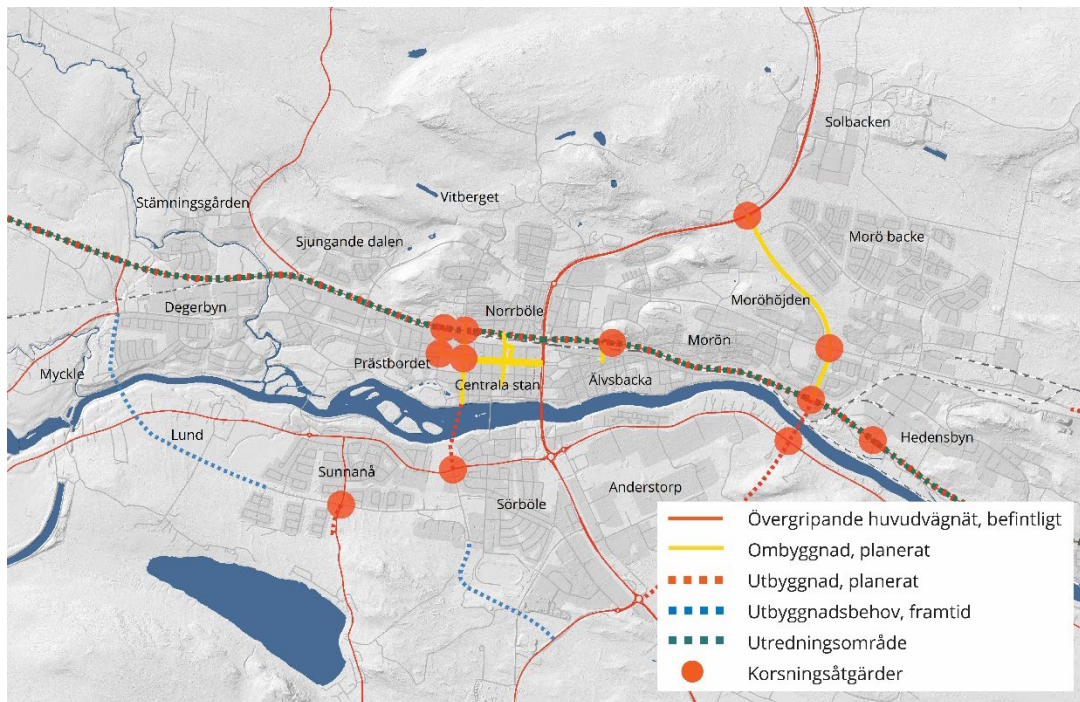 Solbacken
Vitberget
Stämningsgården
Sjungande dalen
Morö backe
Moröhöjden
Degerbyn
Norrböle
Morön
Prästbordet
Myckle
Centrala stan
Älvsbacka
Lund
Hedensbyn
Sunnanå
Anderstorp
Sörböle
Övergripande huvudvägnät, befintligt
Ombyggnad, planerat
Utbyggnad, planerat
Utbyggnadsbehov, framtid
Utredningsområde
Korsningsåtgärder